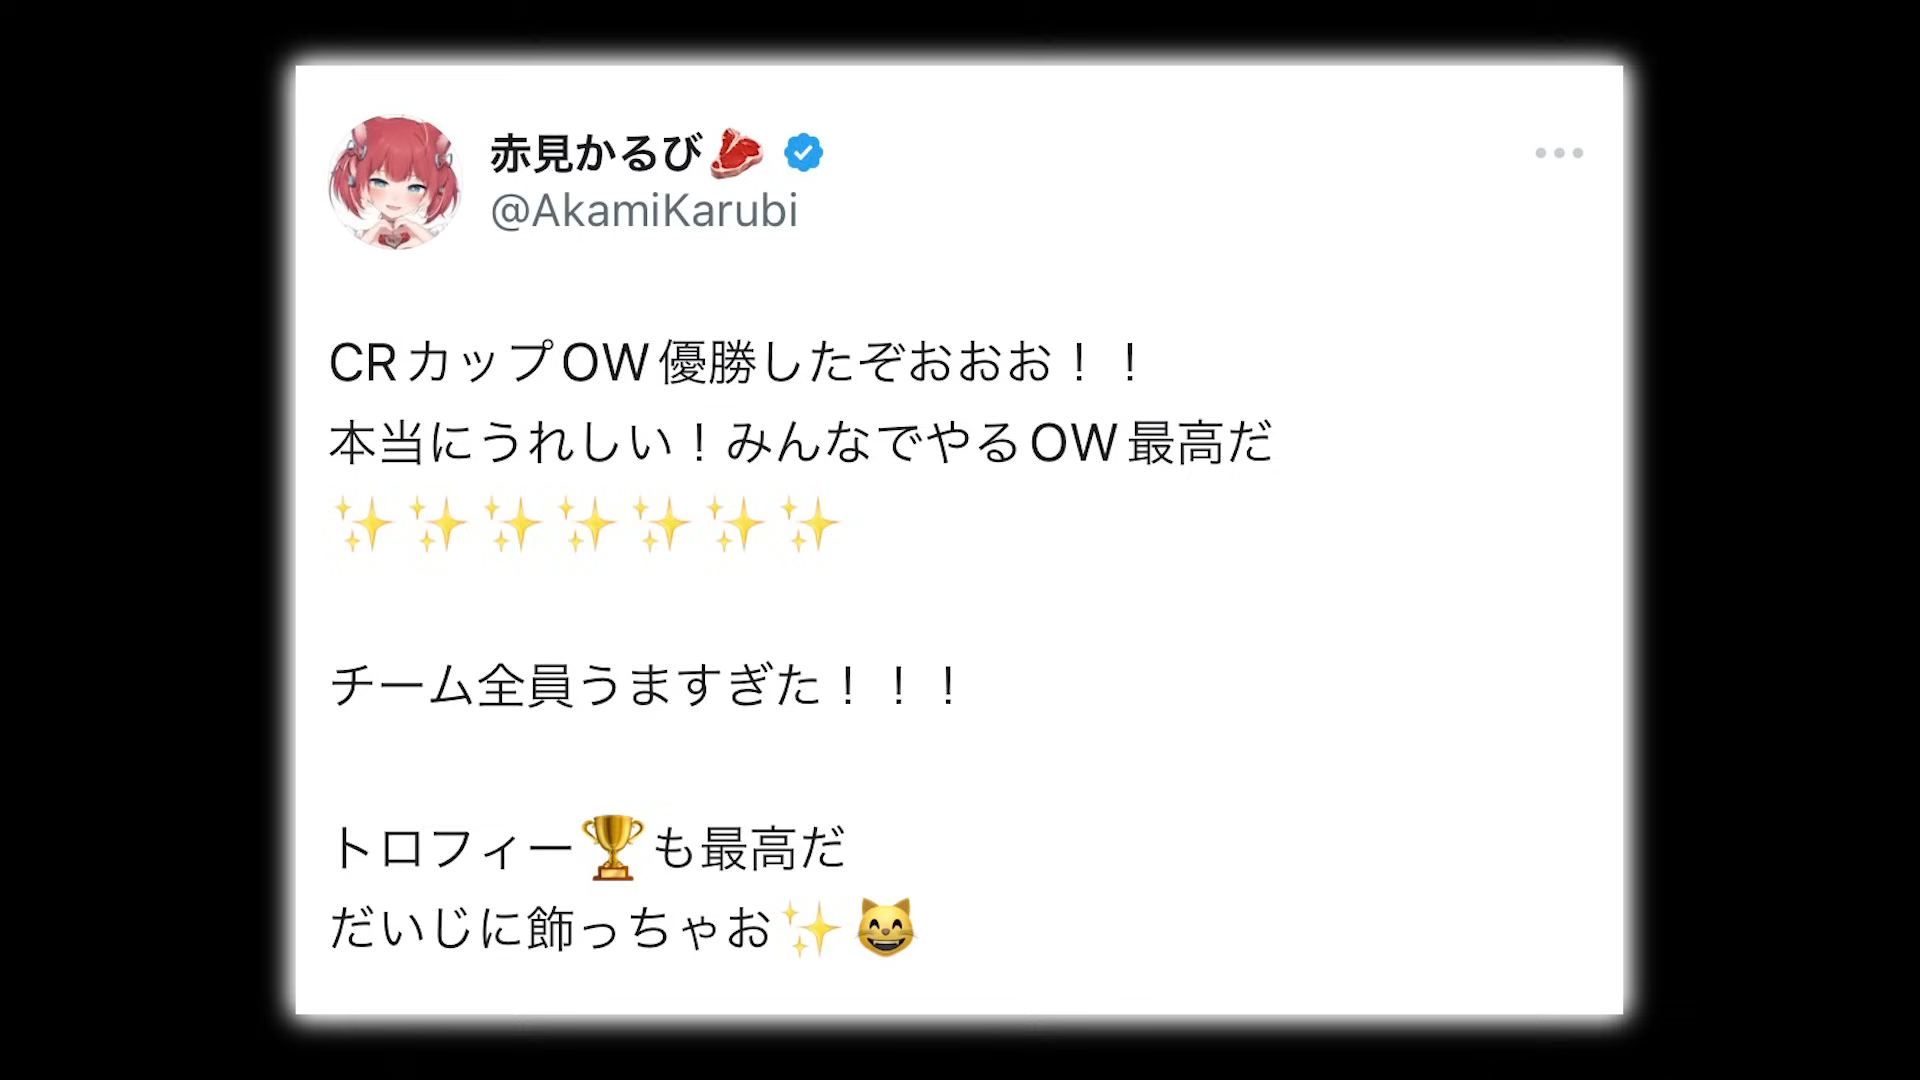 赤見かるび🥩
@AkamiKarubi
CRカップOW優勝したぞおおお！！
本当にうれしい！みんなでやるOW最高だ
✨✨✨✨✨✨✨
チーム全員うますぎた！！！
トロフィー🏆も最高だ
だいじに飾っちゃお✨😸